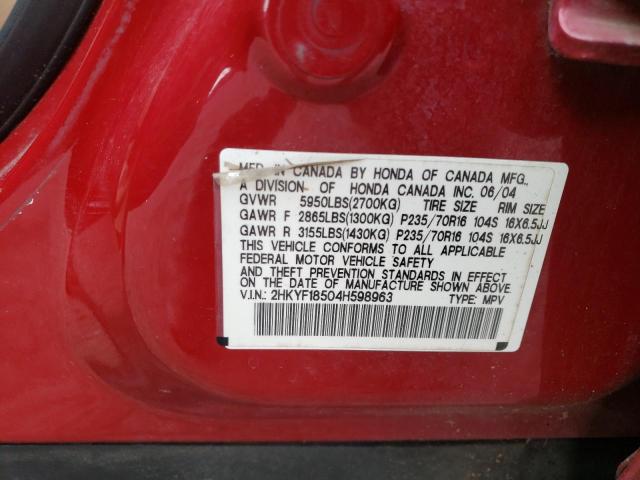 MFD IN CANADA BY HONDA OF CANADA MFG.,
A DIVISION OF HONDA CANADA INC. 06/04
GVWR 5950LBS(2700KG) TIRE SIZE RIM SIZE
GAWR F 2865LBS(1300KG) P235/70R16 104S 16X6.5JJ
GAWR R 3155LBS(1430KG) P235/70R16 104S 16X6.5JJ
THIS VEHICLE CONFORMS TO ALL APPLICABLE
FEDERAL MOTOR VEHICLE SAFETY
AND THEFT PREVENTION STANDARDS IN EFFECT
ON THE DATE OF MANUFACTURE SHOWN ABOVE.
V.I.N.: 2HKYF18504H598963 TYPE: MPV